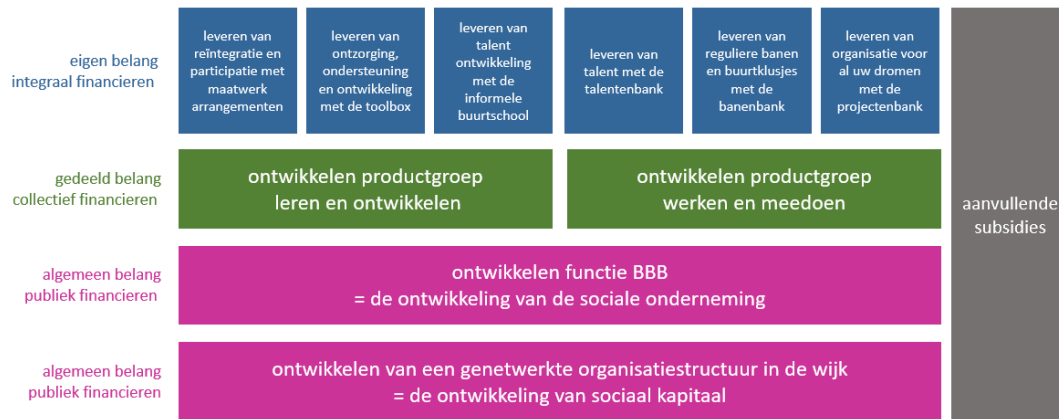 eigen belang
integraal financieren
leveren van
reïntegratie en
participatie met
maatwerk
arrangementen
leveren van
ontzorging,
ondersteuning
en ontwikkeling
met de toolbox
leveren van
talent
ontwikkeling
met de
informele
buurtschool
leveren van
talent met de
talentenbank
leveren van
reguliere banen
en buurtklusjes
met de
banenbank
leveren van
organisatie voor
al uw dromen
met de
projectenbank
gedeeld belang
collectief financieren
ontwikkelen productgroep
leren en ontwikkelen
ontwikkelen productgroep
werken en meedoen
aanvullende
subsidies
algemeen belang
publiek financieren
ontwikkelen functie BBB
= de ontwikkeling van de sociale onderneming
algemeen belang
publiek financieren
ontwikkelen van een genetwerkte organisatiestructuur in de wijk
= de ontwikkeling van sociaal kapitaal